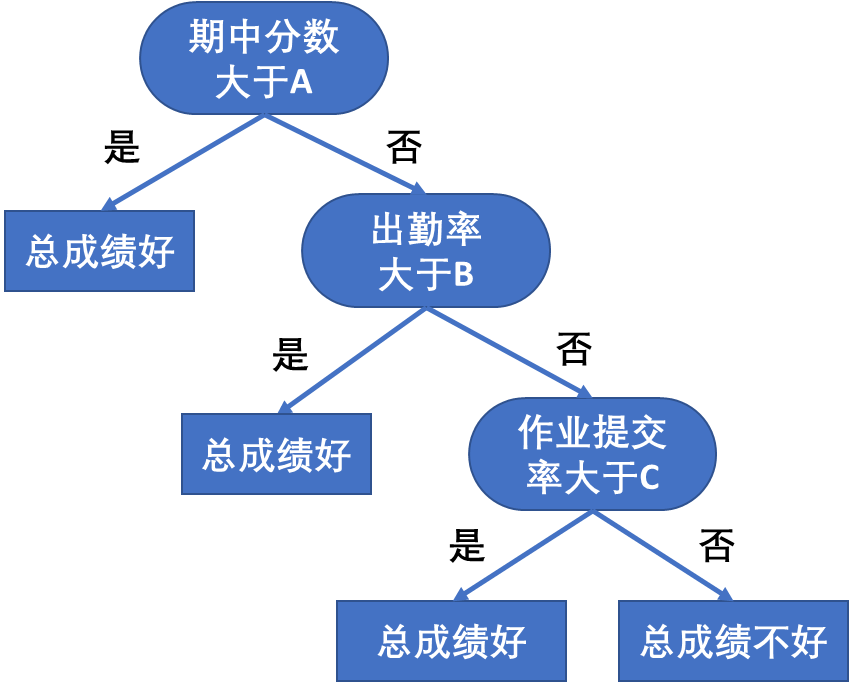 期中分数
大于A
是
否
总成绩好
出勤率
大于B
是
否
总成绩好
作业提交
率大于C
是
否
总成绩好
总成绩不好